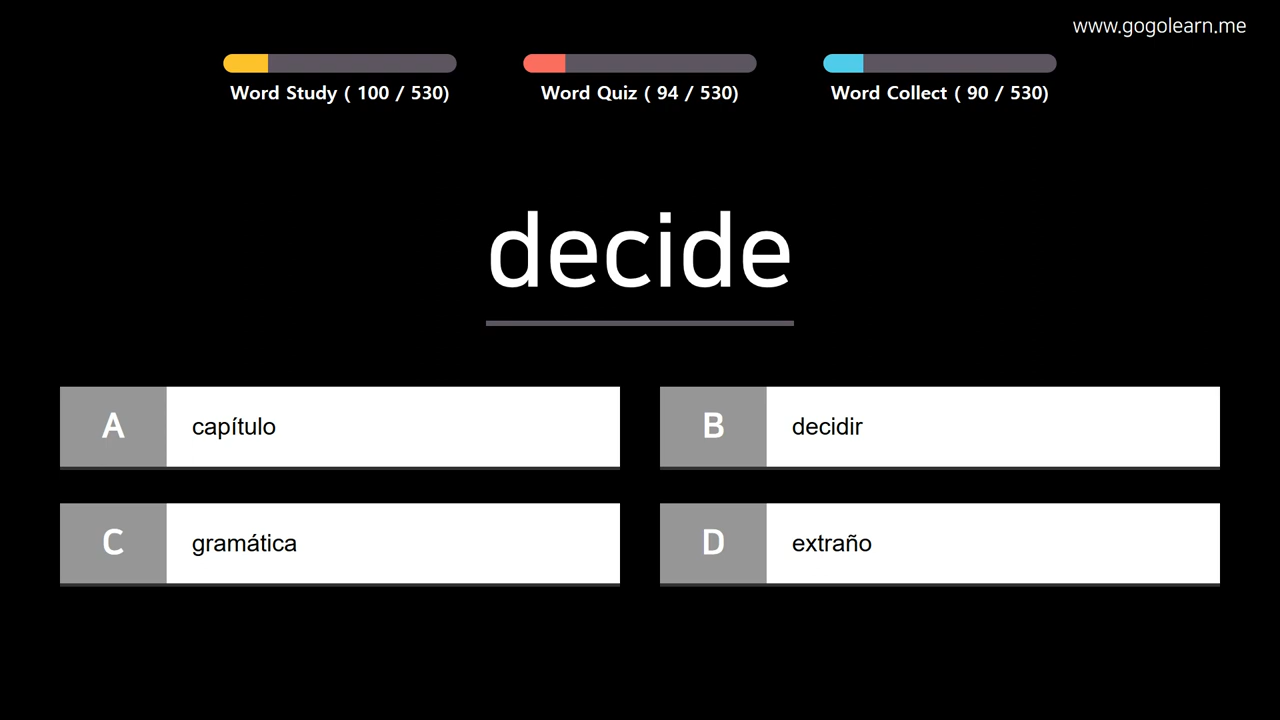 www.gogolearn.me
Word Study ( 100 / 530)
Word Quiz ( 94 / 530)
Word Collect ( 90 / 530)
decide
A capítulo
B decidir
C gramática
D extraño